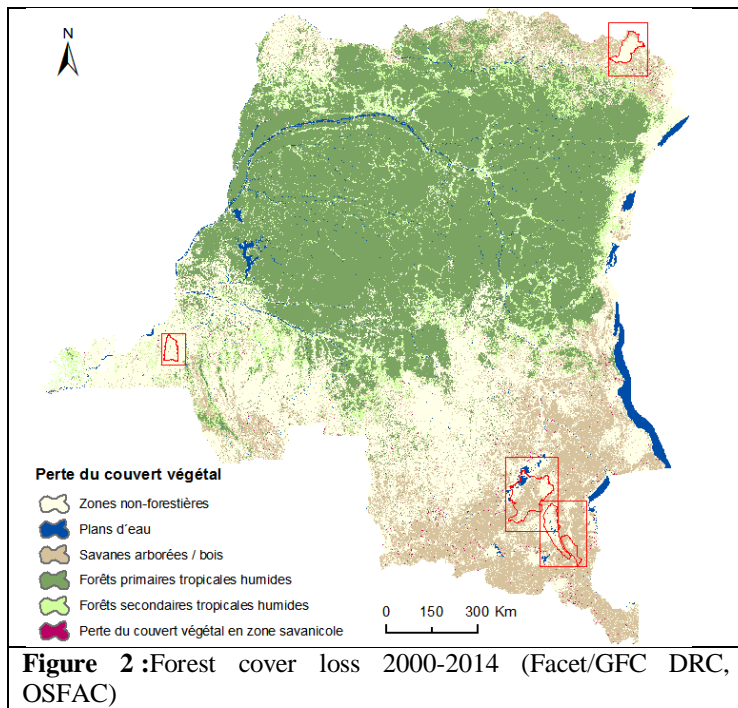 N
Perte du couvert végétal
Zones non-forestières
Plans d´eau
Savanes arborées / bois
Forêts primaires tropicales humides
Forêts secondaires tropicales humides
Perte du couvert végétal en zone savanicole
0 150 300 Km
Figure 2 :Forest cover loss 2000-2014 (Facet/GFC DRC,
OSFAC)